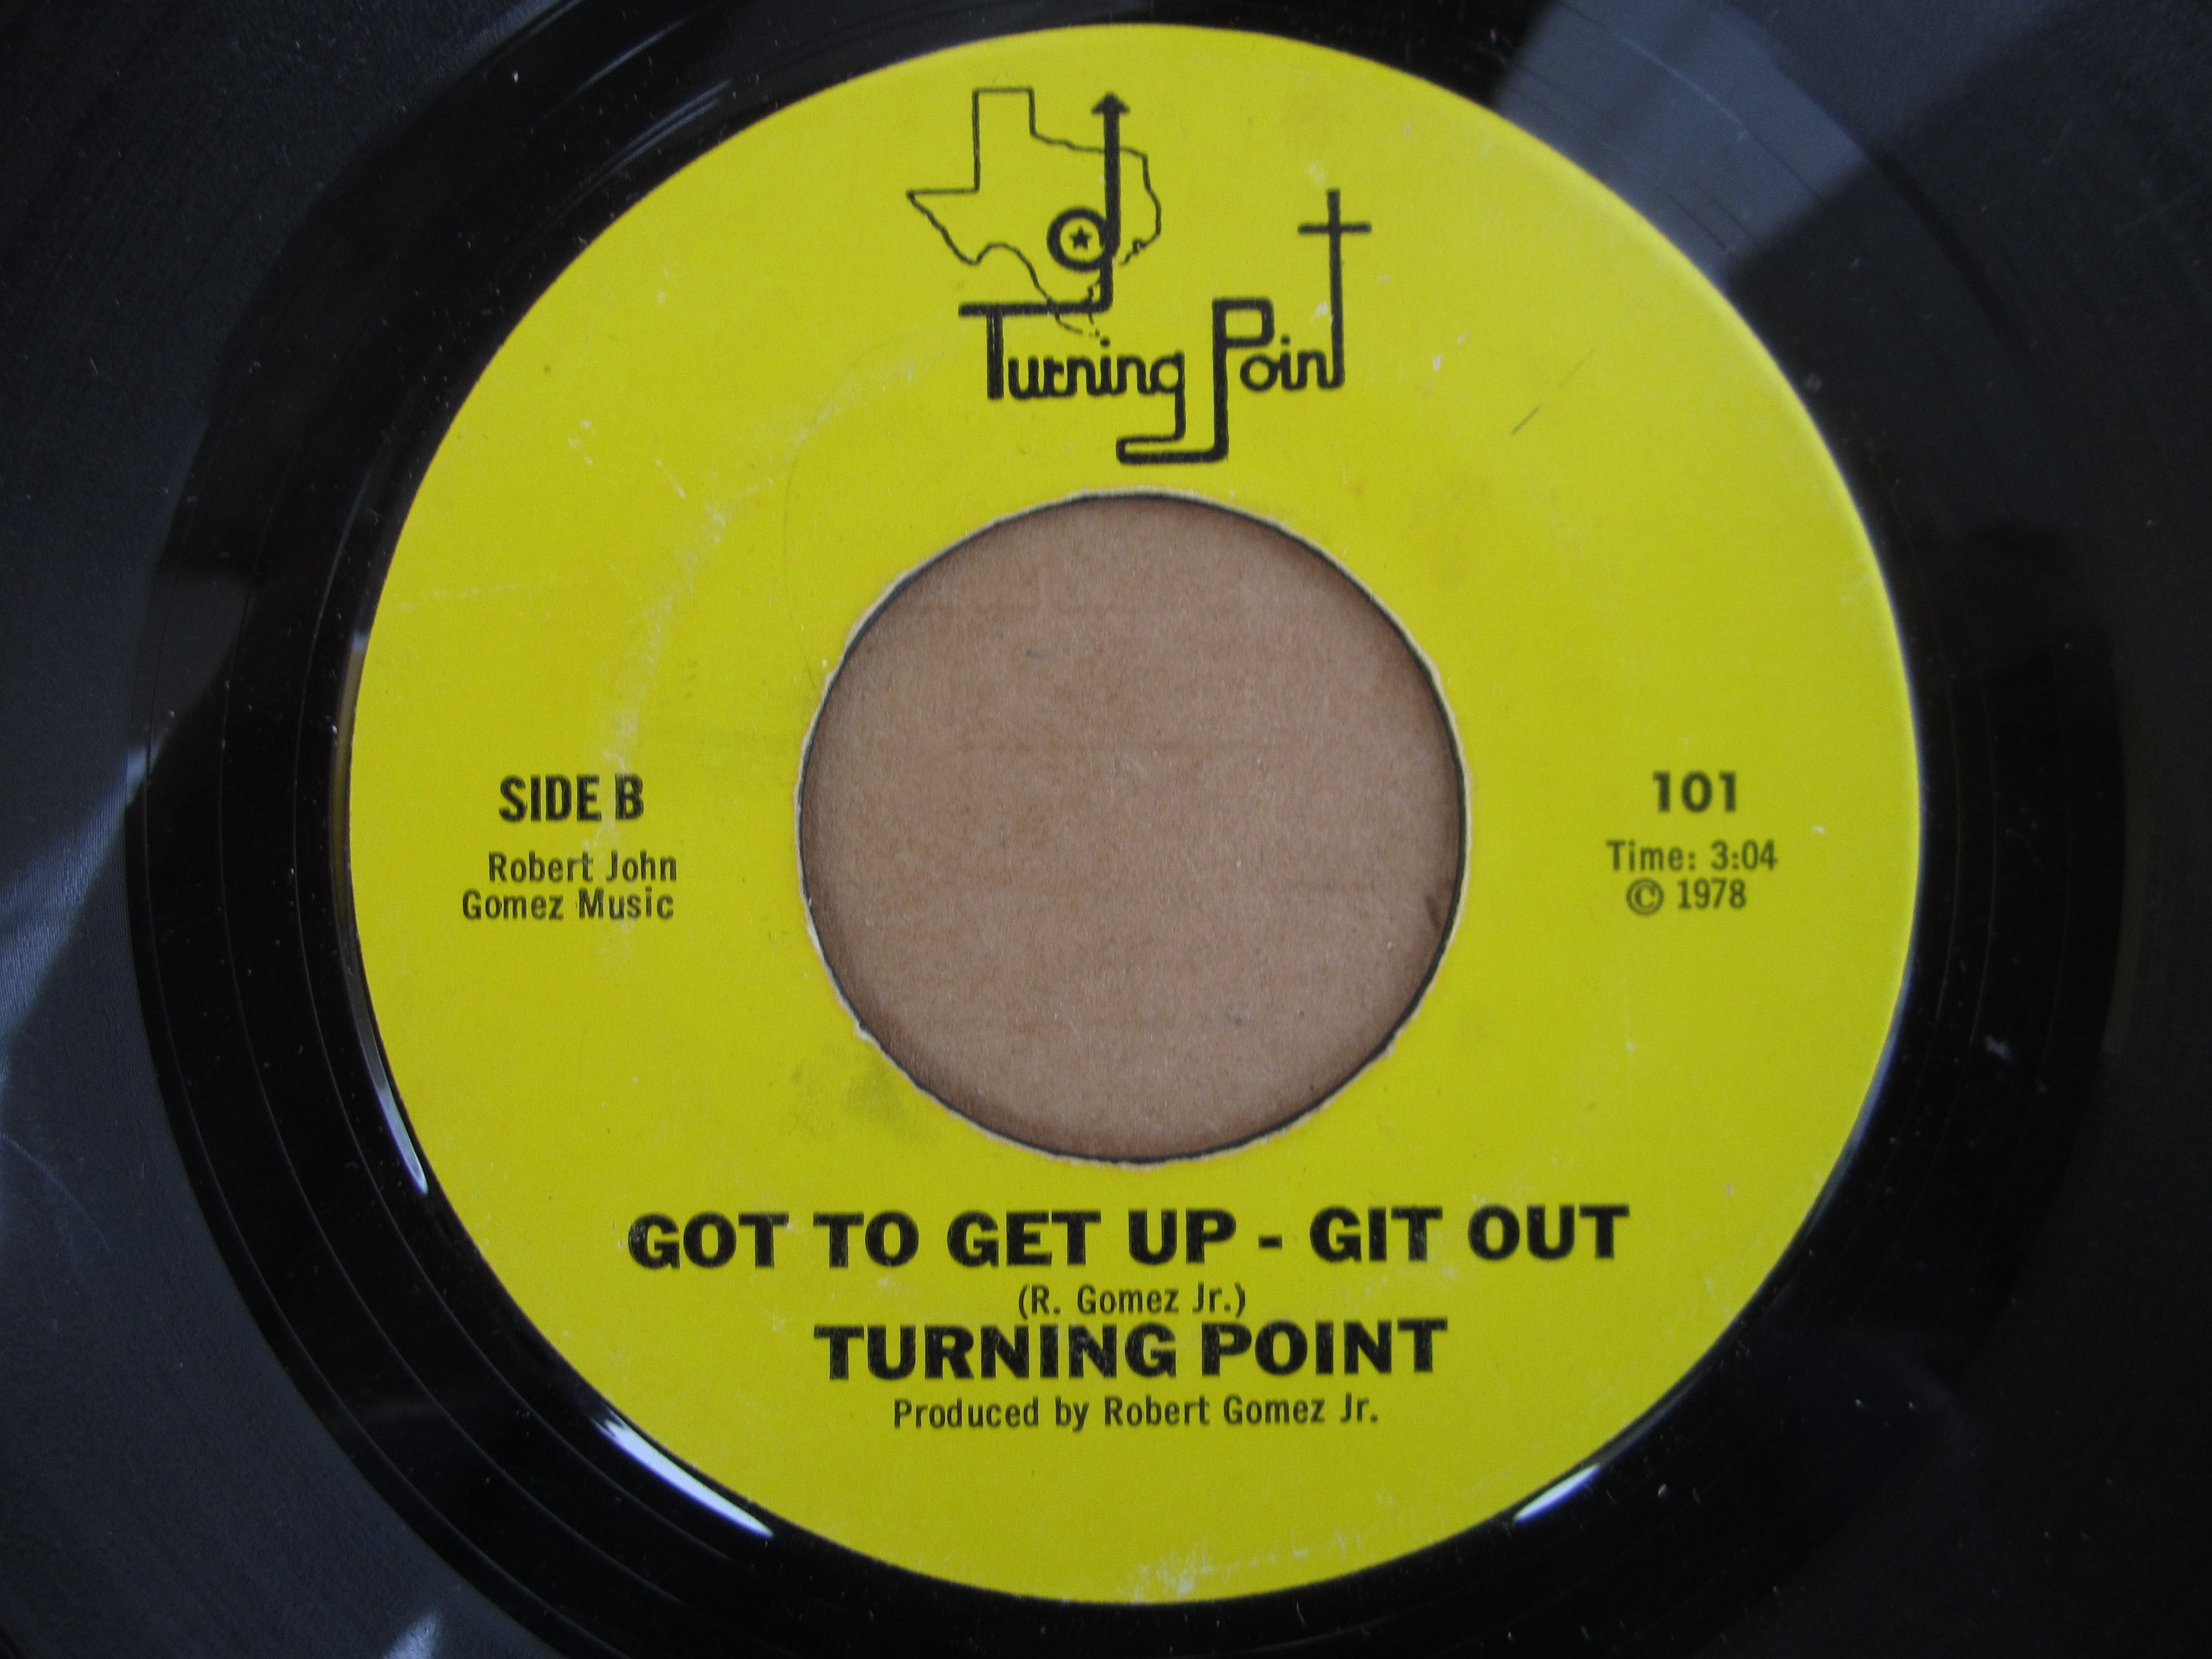 Turning Point
SIDE B
Robert John
Gomez Music
101
Time: 3:04
© 1978
GOT TO GET UP - GIT OUT
(R. Gomez Jr.)
TURNING POINT
Produced by Robert Gomez Jr.